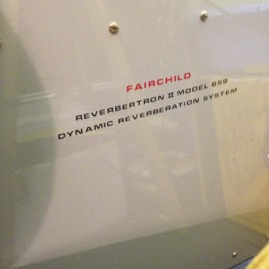 FAIRCHILD
REVERBERTRON II MODEL 659
DYNAMIC REVERBERATION SYSTEM